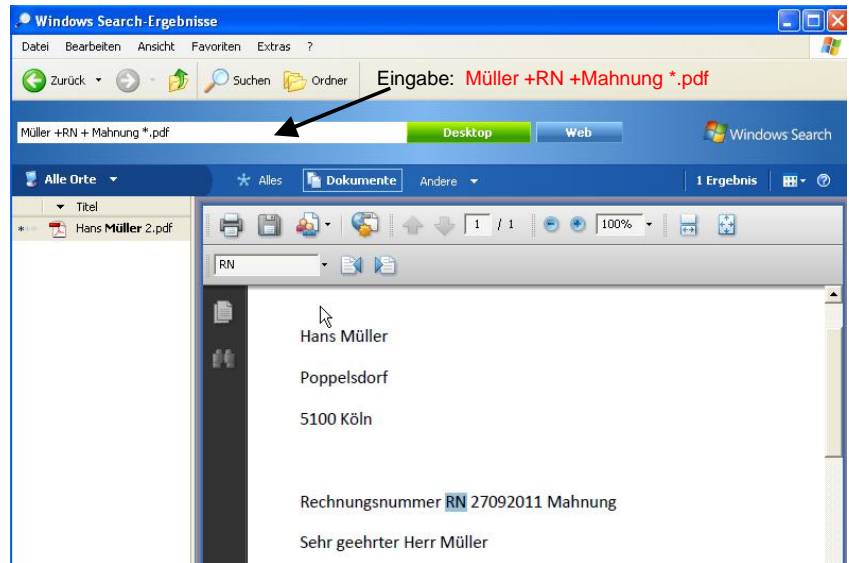 Windows Search-Ergebnisse
Datei Bearbeiten Ansicht Favoriten Extras ?
Zurück Suchen Ordner Eingabe: Müller +RN +Mahnung *.pdf
Müller +RN + Mahnung *.pdf Desktop Web Windows Search
Alle Orte Alles Dokumente Andere 1 Ergebnis ?
Titel
Hans Müller 2.pdf
1 / 1 100%
RN
Hans Müller
Poppelsdorf
5100 Köln
Rechnungsnummer RN 27092011 Mahnung
Sehr geehrter Herr Müller